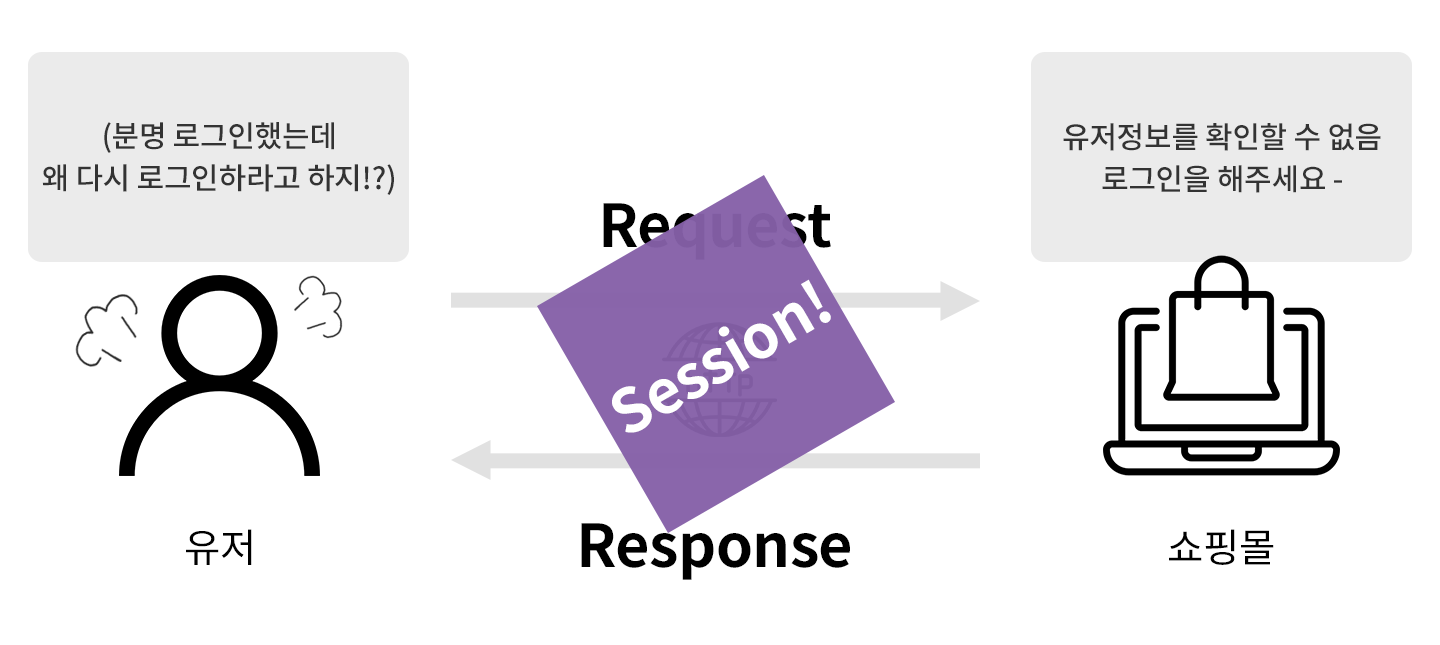 (분명 로그인했는데
왜 다시 로그인하라고 하지!?)
유저정보를 확인할 수 없음
로그인을 해주세요 -
Request
Session!
Response
유저
쇼핑몰